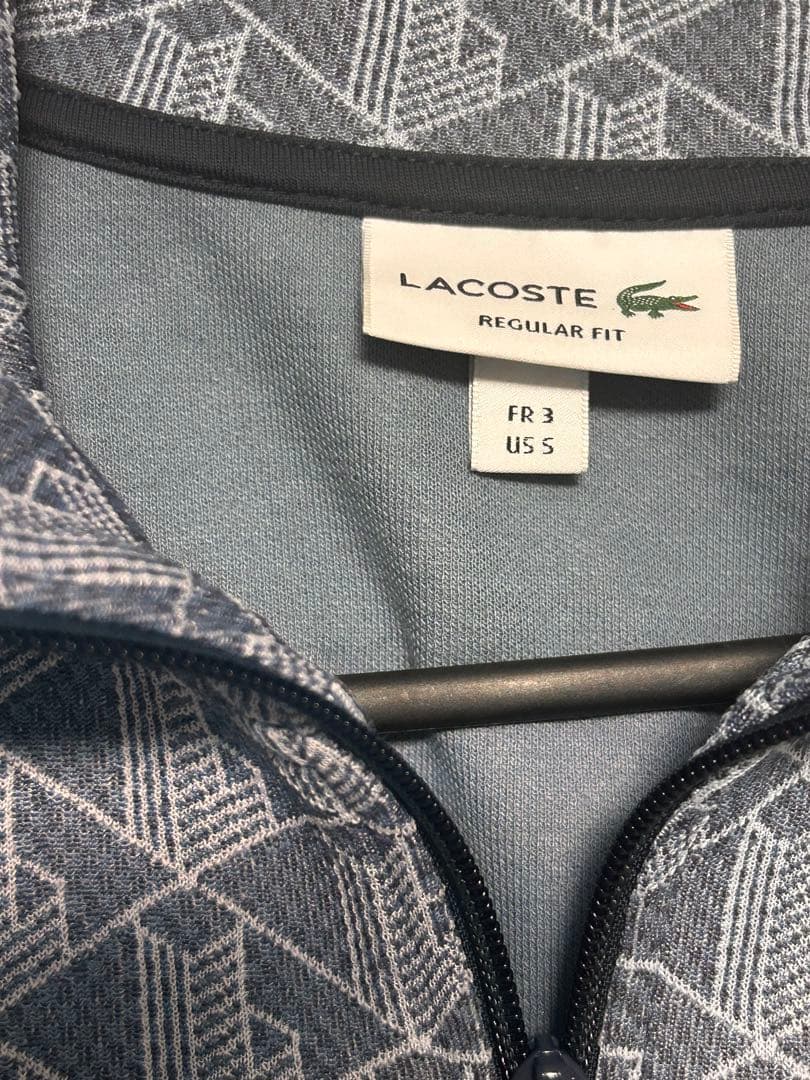 LACOSTE
REGULAR FIT
FR 3
US S